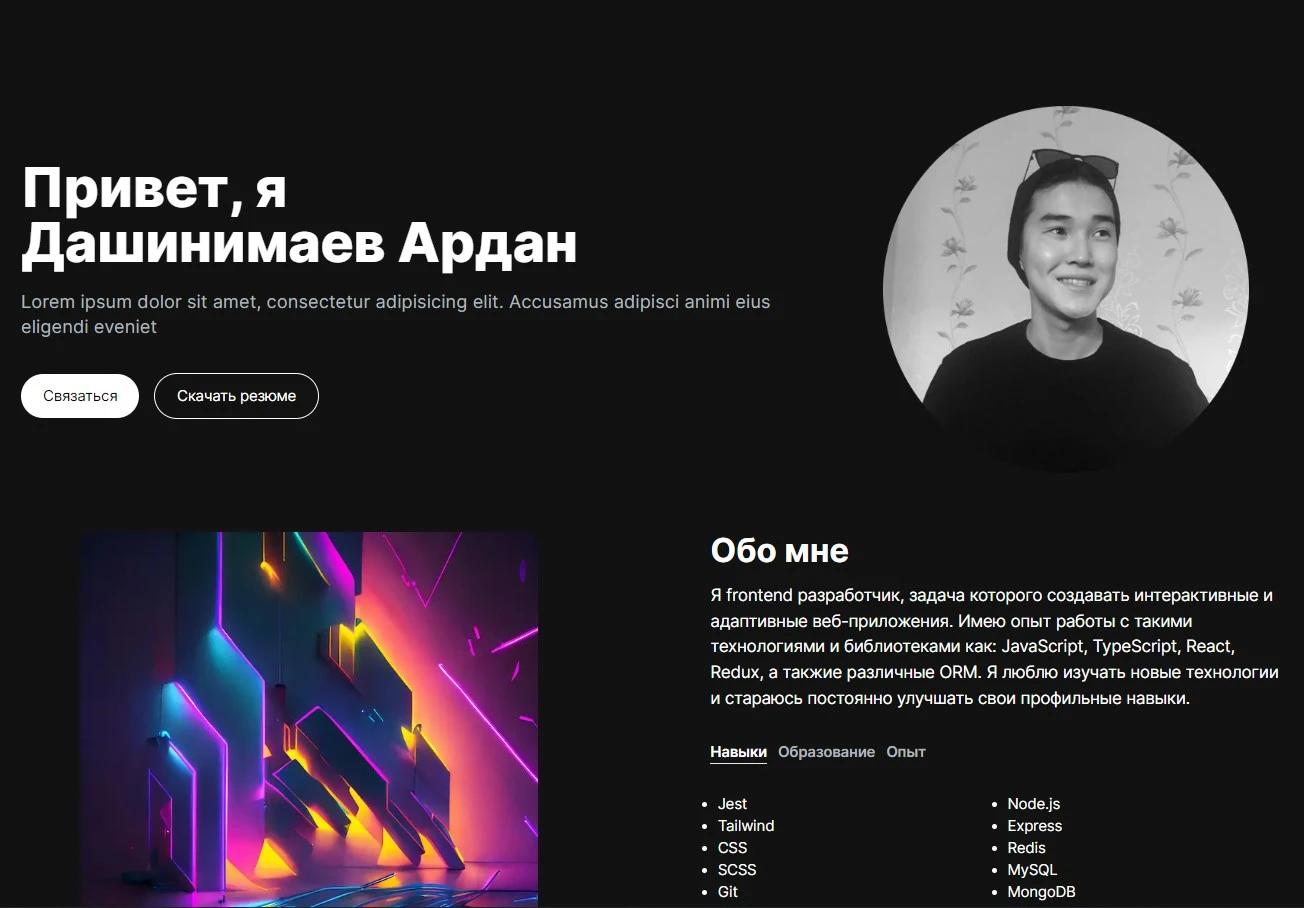 Привет, я
Дашинимаев Ардан
Lorem ipsum dolor sit amet, consectetur adipisicing elit. Accusamus adipisci animi eius
eligendi eveniet
Связаться Скачать резюме
Обо мне
Я frontend разработчик, задача которого создавать интерактивные и
адаптивные веб-приложения. Имею опыт работы с такими
технологиями и библиотеками как: JavaScript, TypeScript, React,
Redux, а такжие различные ORM. Я люблю изучать новые технологии
и стараюсь постоянно улучшать свои профильные навыки.
Навыки Образование Опыт
Jest
Tailwind
CSS
SCSS
Git
Node.js
Express
Redis
MySQL
MongoDB